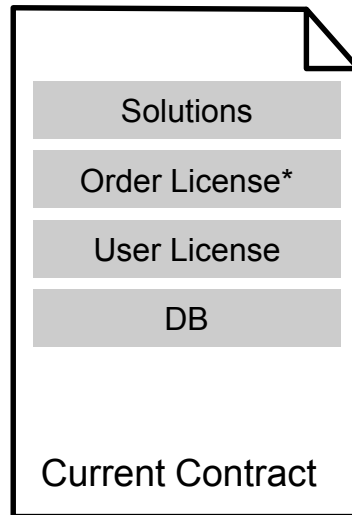 Solutions
Order License*
User License
DB
Current Contract